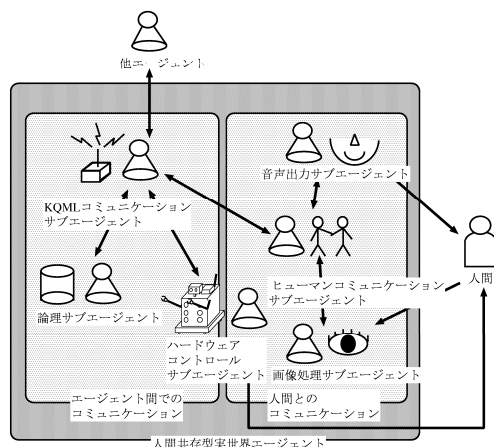 他エージェント
音声出力サブエージェント
KQMLコミュニケーション
サブエージェント
人間
ヒューマンコミュニケーション
サブエージェント
論理サブエージェント
ハードウェア
コントロール
サブエージェント
画像処理サブエージェント
エージェント間での
コミュニケーション
人間との
コミュニケーション
人間共存型実世界エージェント